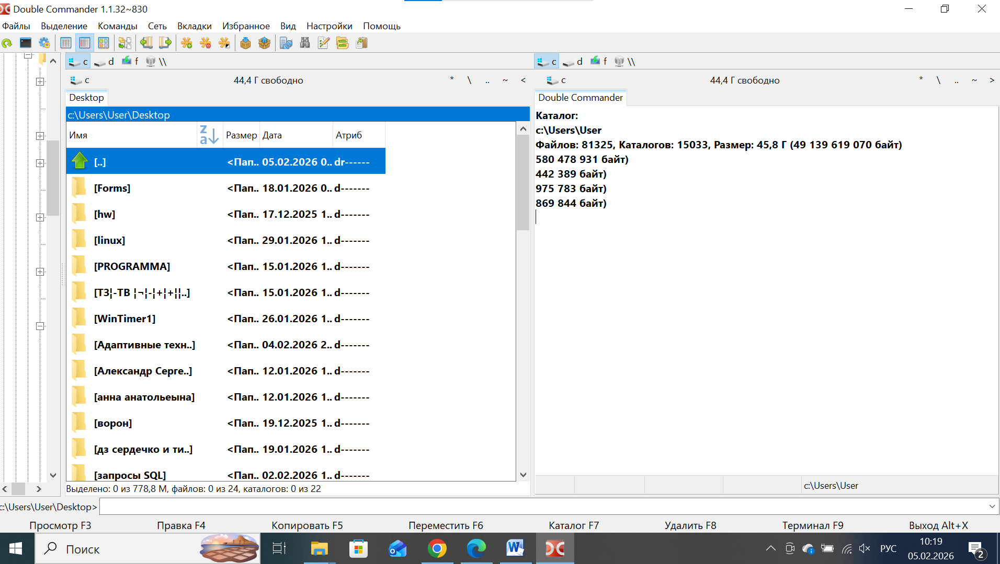 Double Commander 1.1.32~830
Файлы Выделение Команды Сеть Вкладки Избранное Вид Настройки Помощь
c d f \\
c 44,4 Г свободно * \ .. ~ <
Desktop
c:\Users\User\Desktop
Имя Размер Дата Атриб
[..] <Пап.. 05.02.2026 0.. dr------
[Forms] <Пап.. 18.01.2026 0.. d-------
[hw] <Пап.. 17.12.2025 1.. d-------
[linux] <Пап.. 29.01.2026 1.. d-------
[PROGRAMMA] <Пап.. 15.01.2026 1.. d-------
[ТЗ¦-ТВ ¦¬¦-¦+¦+¦¦..] <Пап.. 15.01.2026 1.. d-------
[WinTimer1] <Пап.. 26.01.2026 1.. d-------
[Адаптивные техн..] <Пап.. 04.02.2026 2.. d-------
[Александр Серге..] <Пап.. 12.01.2026 1.. d-------
[анна анатольеына] <Пап.. 12.01.2026 1.. d-------
[ворон] <Пап.. 19.12.2025 1.. d-------
[дз сердечко и ти..] <Пап.. 19.01.2026 1.. d-------
[запросы SQL] <Пап.. 02.02.2026 1.. d-------
Выделено: 0 из 778,8 М, файлов: 0 из 24, каталогов: 0 из 22
c d f \\
c 44,4 Г свободно * \ .. ~ >
Double Commander
Каталог:
c:\Users\User
Файлов: 81325, Каталогов: 15033, Размер: 45,8 Г (49 139 619 070 байт)
580 478 931 байт)
442 389 байт)
975 783 байт)
869 844 байт)
c:\Users\User
c:\Users\User\Desktop>
Просмотр F3 Правка F4 Копировать F5 Переместить F6 Каталог F7 Удалить F8 Терминал F9 Выход Alt+X
Поиск
РУС
10:19
05.02.2026
2